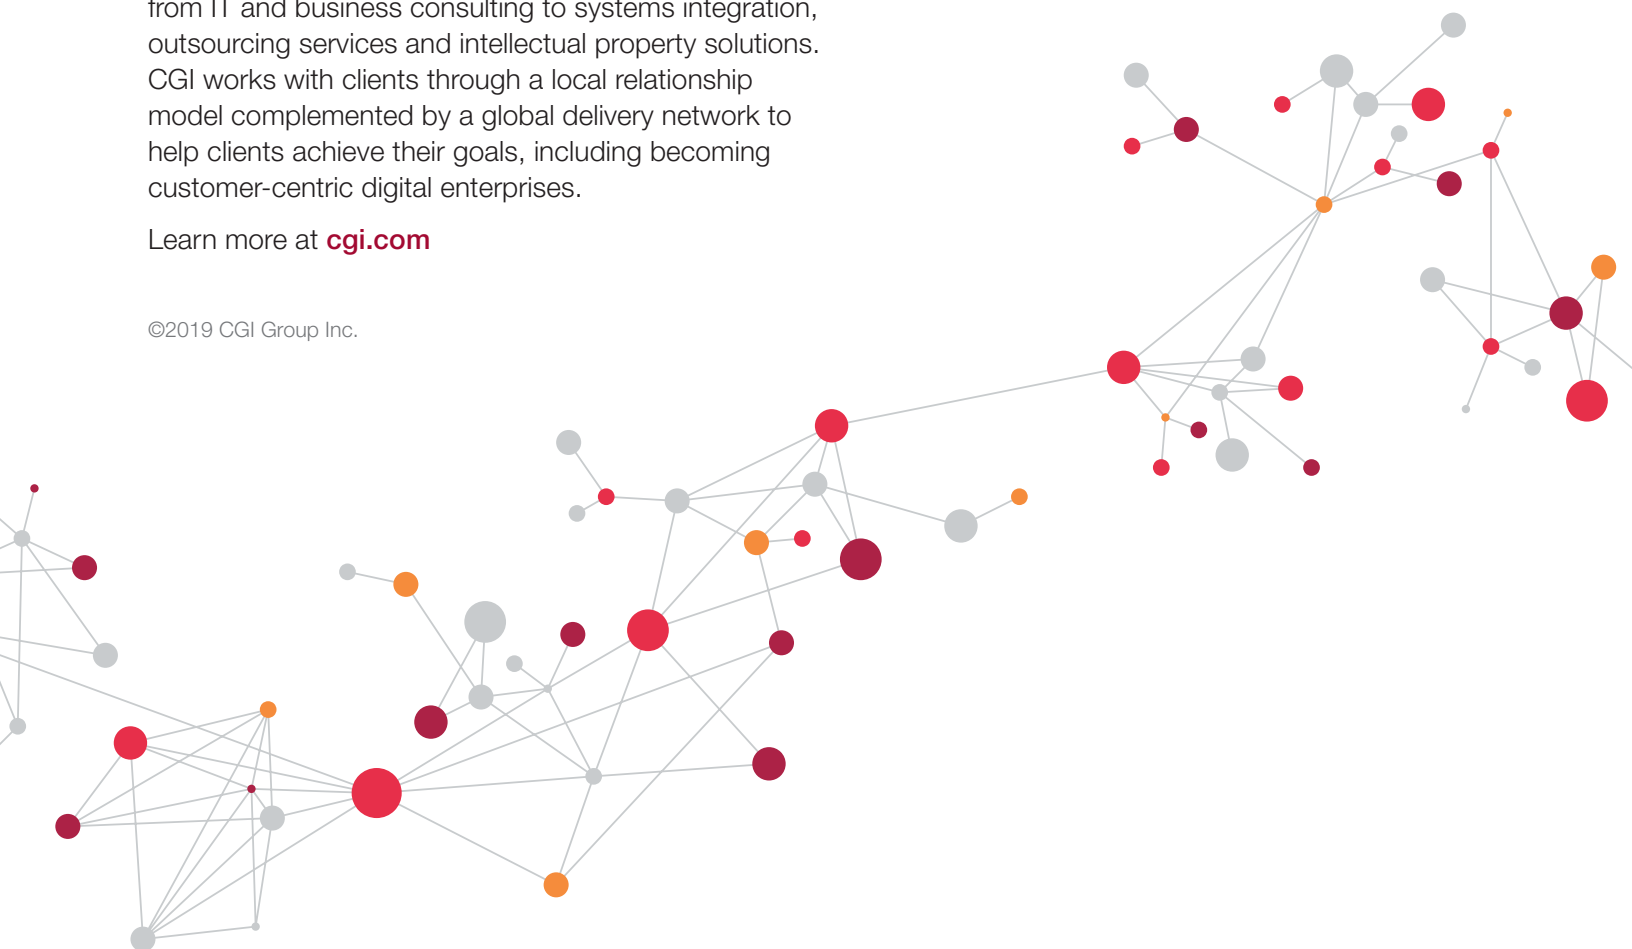 from IT and business consulting to systems integration,
outsourcing services and intellectual property solutions.
CGI works with clients through a local relationship
model complemented by a global delivery network to
help clients achieve their goals, including becoming
customer-centric digital enterprises.
Learn more at cgi.com
©2019 CGI Group Inc.